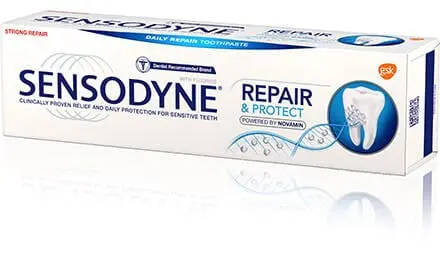 STRONG REPAIR
DAILY REPAIR TOOTHPASTE
Dentist Recommended Brand
WITH FLUORIDE
SENSODYNE®
CLINICALLY PROVEN RELIEF AND DAILY PROTECTION FOR SENSITIVE TEETH
REPAIR
& PROTECT
POWERED BY NOVAMIN
gsk